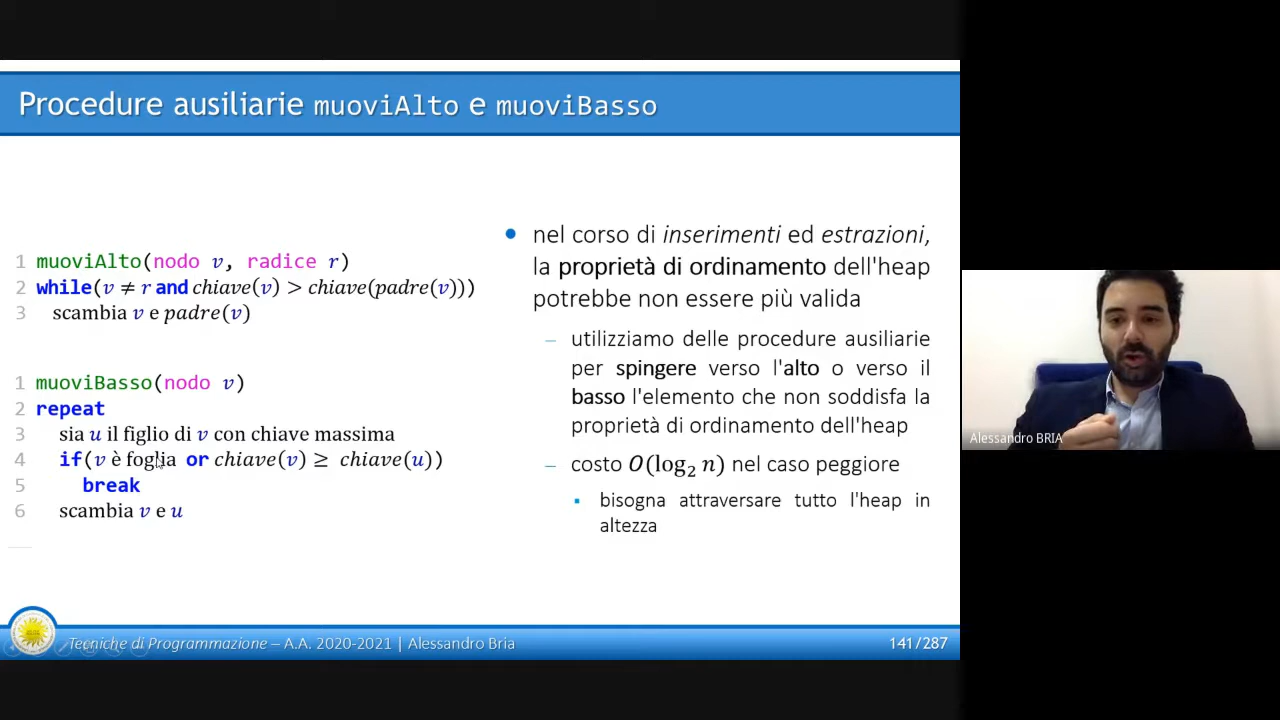 Procedure ausiliarie muoviAlto e muoviBasso
1 muoviAlto(nodo v, radice r)
2 while(v ≠ r and chiave(v) > chiave(padre(v)))
3 scambia v e padre(v)
1 muoviBasso(nodo v)
2 repeat
3 sia u il figlio di v con chiave massima
4 if(v è foglia or chiave(v) ≥ chiave(u))
5 break
6 scambia v e u
• nel corso di inserimenti ed estrazioni,
la proprietà di ordinamento dell'heap
potrebbe non essere più valida
– utilizziamo delle procedure ausiliarie
per spingere verso l'alto o verso il
basso l'elemento che non soddisfa la
proprietà di ordinamento dell'heap
– costo O(log₂ n) nel caso peggiore
▪ bisogna attraversare tutto l'heap in
altezza
Alessandro BRIA
Tecniche di Programmazione – A.A. 2020-2021 | Alessandro Bria
141/287